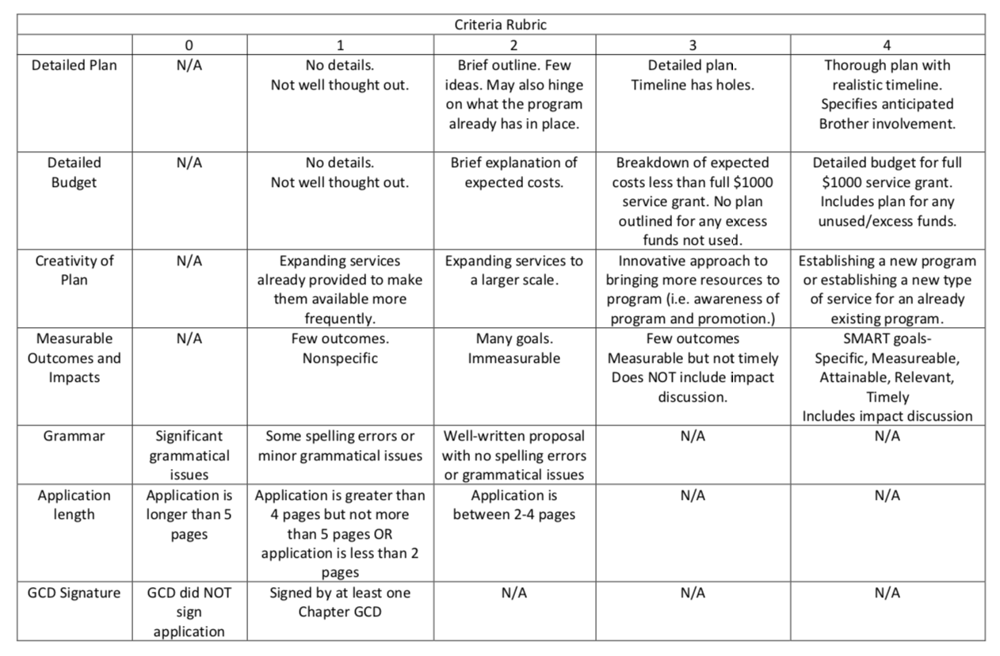 Criteria Rubric
0 1 2 3 4
Detailed Plan
N/A
No details.
Not well thought out.
Brief outline. Few
ideas. May also hinge
on what the program
already has in place.
Detailed plan.
Timeline has holes.
Thorough plan with
realistic timeline.
Specifies anticipated
Brother involvement.
Detailed
Budget
N/A
No details.
Not well thought out.
Brief explanation of
expected costs.
Breakdown of expected
costs less than full $1000
service grant. No plan
outlined for any excess
funds not used.
Detailed budget for full
$1000 service grant.
Includes plan for any
unused/excess funds.
Creativity of
Plan
N/A
Expanding services
already provided to make
them available more
frequently.
Expanding services to
a larger scale.
Innovative approach to
bringing more resources to
program (i.e. awareness of
program and promotion.)
Establishing a new program
or establishing a new type
of service for an already
existing program.
Measurable
Outcomes and
Impacts
N/A
Few outcomes.
Nonspecific
Many goals.
Immeasurable
Few outcomes
Measurable but not timely
Does NOT include impact
discussion.
SMART goals-
Specific, Measureable,
Attainable, Relevant,
Timely
Includes impact discussion
Grammar
Significant
grammatical
issues
Some spelling errors or
minor grammatical issues
Well-written proposal
with no spelling errors
or grammatical issues
N/A
N/A
Application
length
Application is
longer than 5
pages
Application is greater than
4 pages but not more
than 5 pages OR
application is less than 2
pages
Application is
between 2-4 pages
N/A
N/A
GCD Signature
GCD did NOT
sign
application
Signed by at least one
Chapter GCD
N/A
N/A
N/A